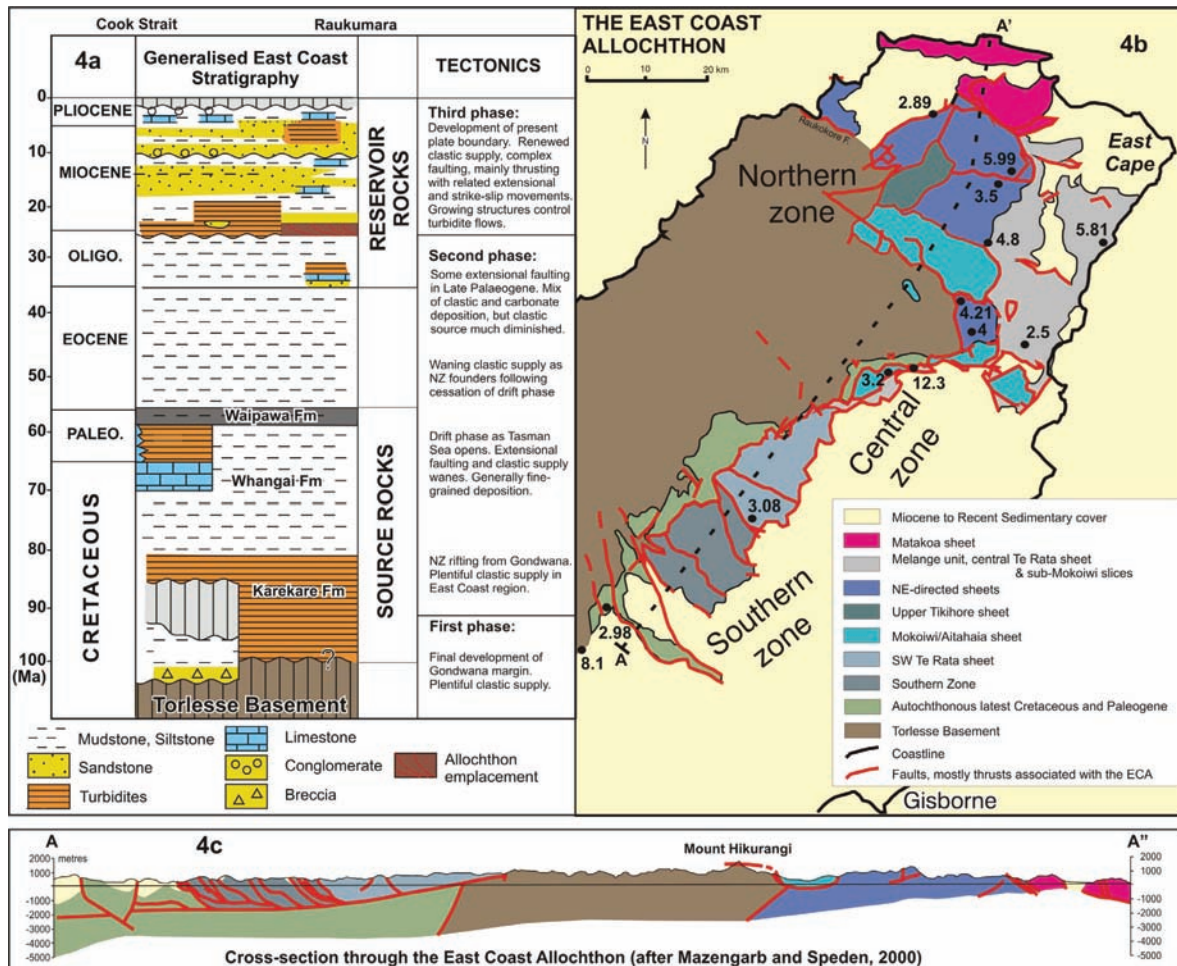 Cook Strait
Raukumara
4a
Generalised East Coast
Stratigraphy
TECTONICS
0
10
20
30
40
50
60
70
80
90
100
(Ma)
PLIOCENE
MIOCENE
OLIGO.
EOCENE
PALEO.
CRETACEOUS
Waipawa Fm
Whangai Fm
Karekare Fm
?
Torlesse Basement
RESERVOIR
ROCKS
SOURCE ROCKS
Third phase:
Development of present
plate boundary. Renewed
clastic supply, complex
faulting, mainly thrusting
with related extensional
and strike-slip movements.
Growing structures control
turbidite flows.
Second phase:
Some extensional faulting
in Late Palaeogene. Mix
of clastic and carbonate
deposition, but clastic
source much diminished.
Waning clastic supply as
NZ founders following
cessation of drift phase
Drift phase as Tasman
Sea opens. Extensional
faulting and clastic supply
wanes. Generally fine-
grained deposition.
NZ rifting from Gondwana.
Plentiful clastic supply in
East Coast region.
First phase:
Final development of
Gondwana margin.
Plentiful clastic supply.
Mudstone, Siltstone
Sandstone
Turbidites
Limestone
Conglomerate
Breccia
Allochthon
emplacement
THE EAST COAST
ALLOCHTHON
0 10 20 km
N
A'
4b
2.89
Raukokore F.
East
Cape
Northern
zone
5.99
3.5
4.8
5.81
4.21
4
2.5
3.2
12.3
Central
zone
3.08
Southern
zone
2.98
A
8.1
Miocene to Recent Sedimentary cover
Matakoa sheet
Melange unit, central Te Rata sheet
& sub-Mokoiwi slices
NE-directed sheets
Upper Tikihore sheet
Mokoiwi/Aitahaia sheet
SW Te Rata sheet
Southern Zone
Autochthonous latest Cretaceous and Paleogene
Torlesse Basement
Coastline
Faults, mostly thrusts associated with the ECA
Gisborne
A
4c
Mount Hikurangi
A"
2000
metres
1000
0
-1000
-2000
-3000
-4000
-5000
2000
1000
0
-1000
-2000
-3000
-4000
-5000
Cross-section through the East Coast Allochthon (after Mazengarb and Speden, 2000)